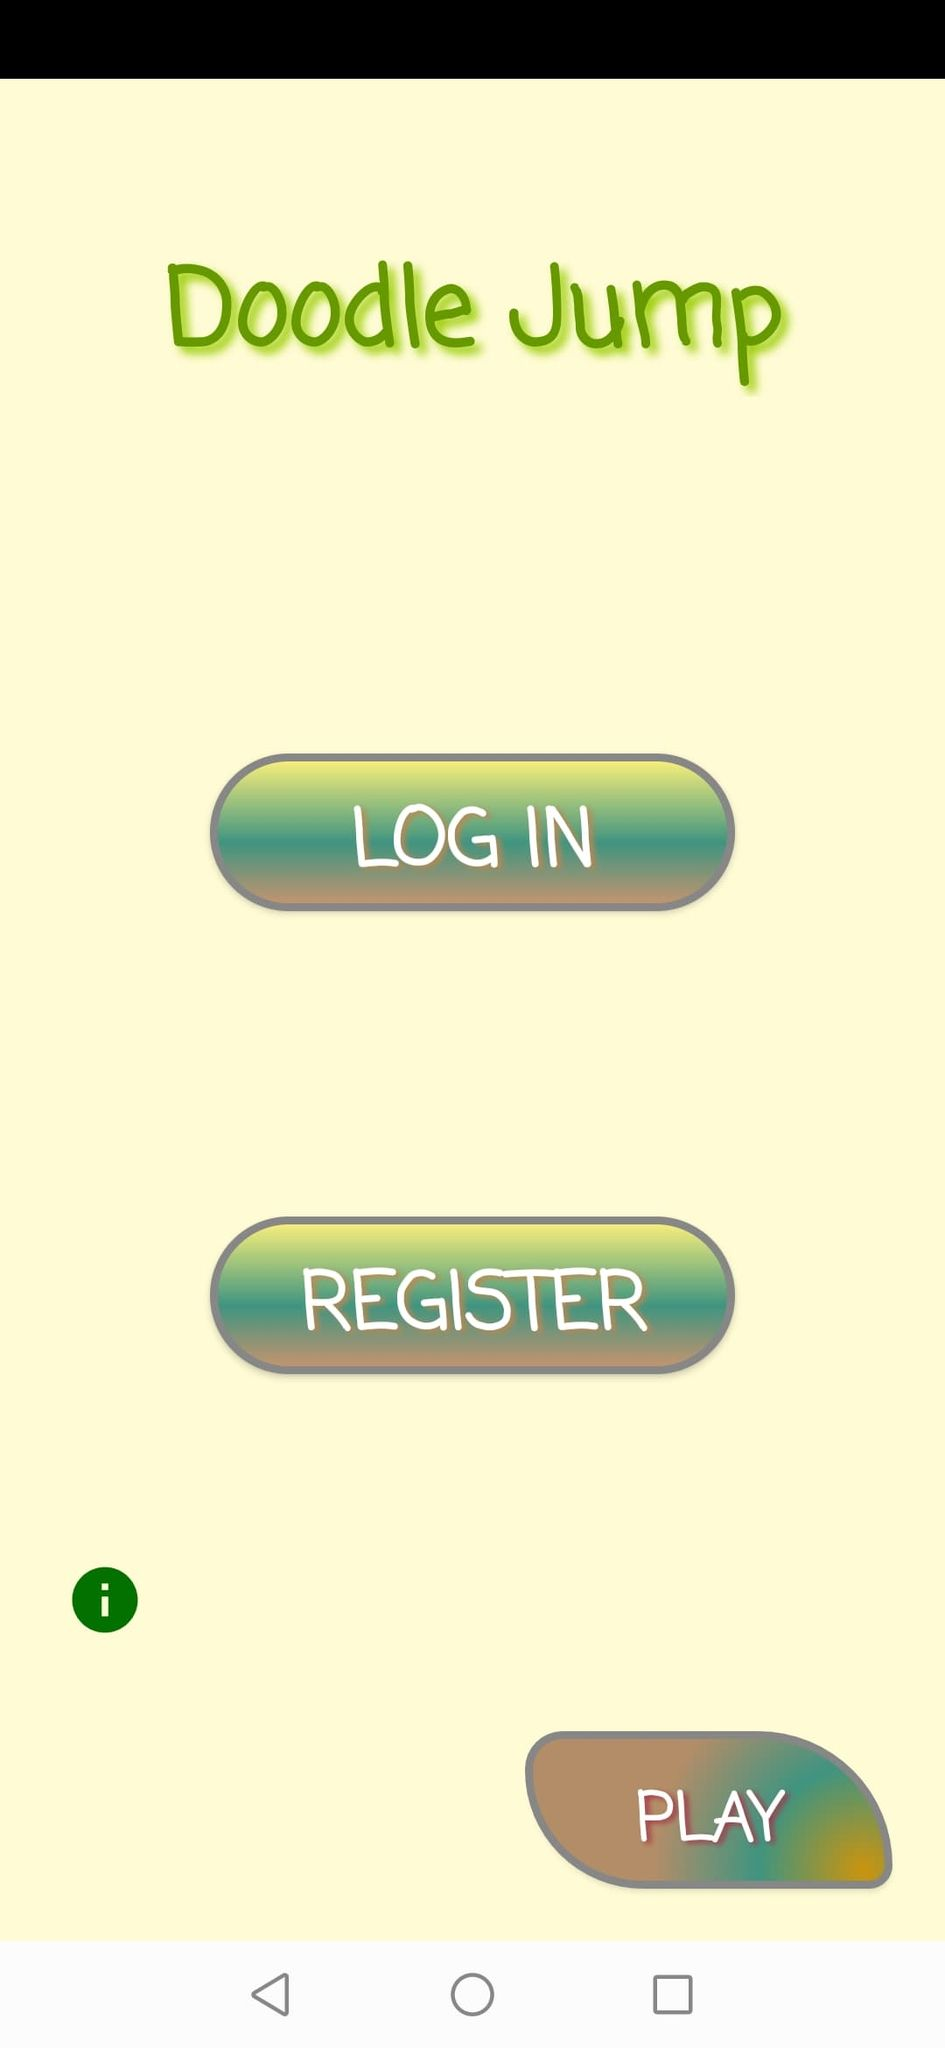 Doodle Jump
LOG IN
REGISTER
i
PLAY